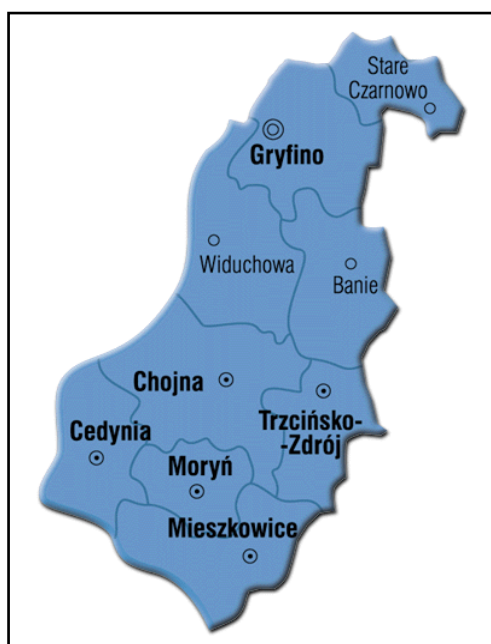 Stare
Czarnowo
Gryfino
Widuchowa
Banie
Chojna
Trzcińsko-
-Zdrój
Cedynia
Moryń
Mieszkowice